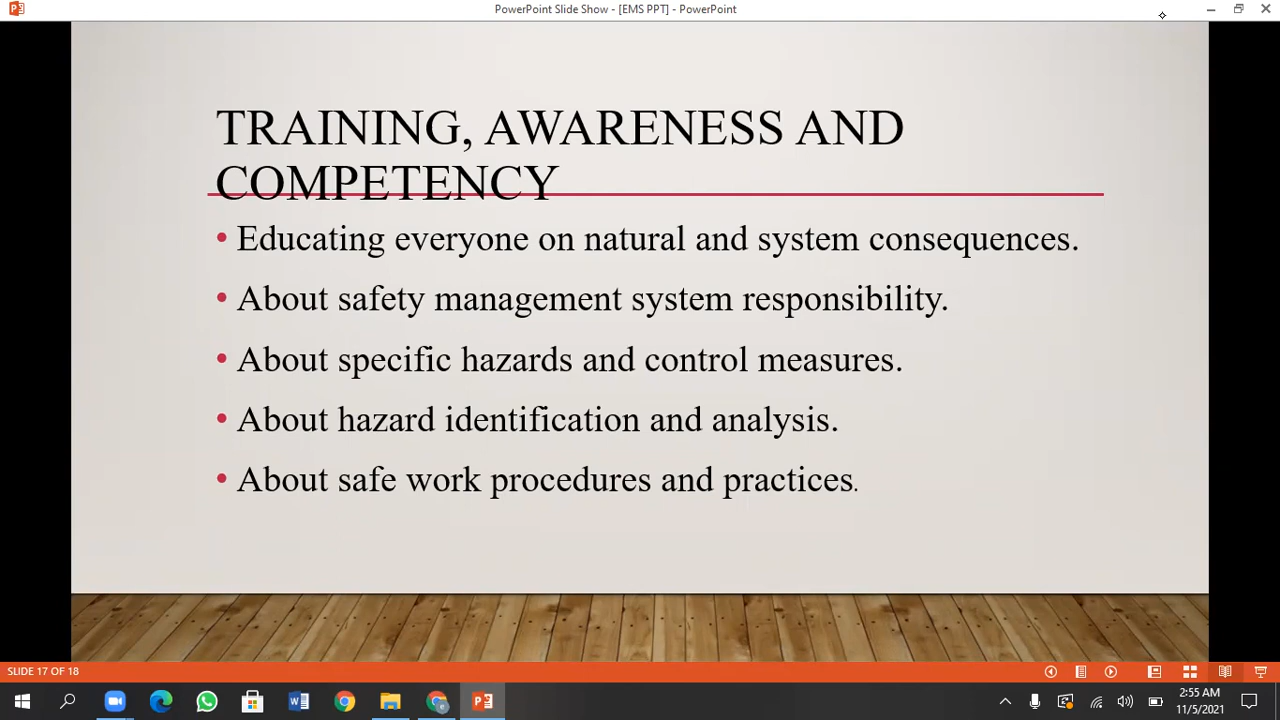 PowerPoint Slide Show - [EMS PPT] - PowerPoint
TRAINING, AWARENESS AND
COMPETENCY
• Educating everyone on natural and system consequences.
• About safety management system responsibility.
• About specific hazards and control measures.
• About hazard identification and analysis.
• About safe work procedures and practices.
SLIDE 17 OF 18
2:55 AM
11/5/2021